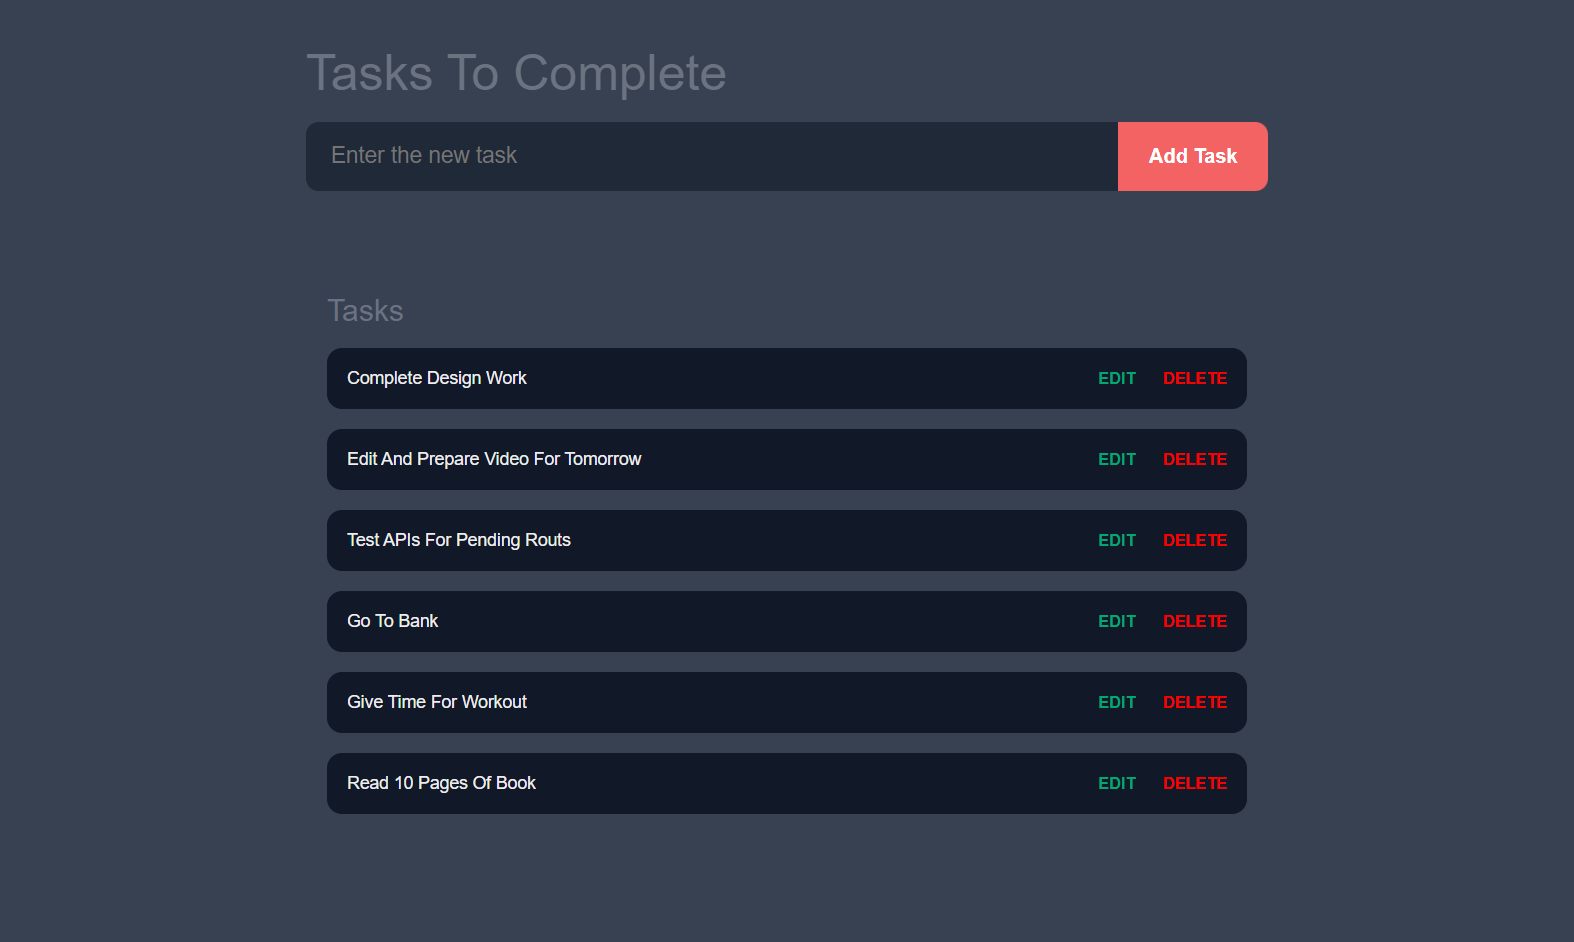 Tasks To Complete
Enter the new task Add Task
Tasks
Complete Design Work EDIT DELETE
Edit And Prepare Video For Tomorrow EDIT DELETE
Test APIs For Pending Routs EDIT DELETE
Go To Bank EDIT DELETE
Give Time For Workout EDIT DELETE
Read 10 Pages Of Book EDIT DELETE